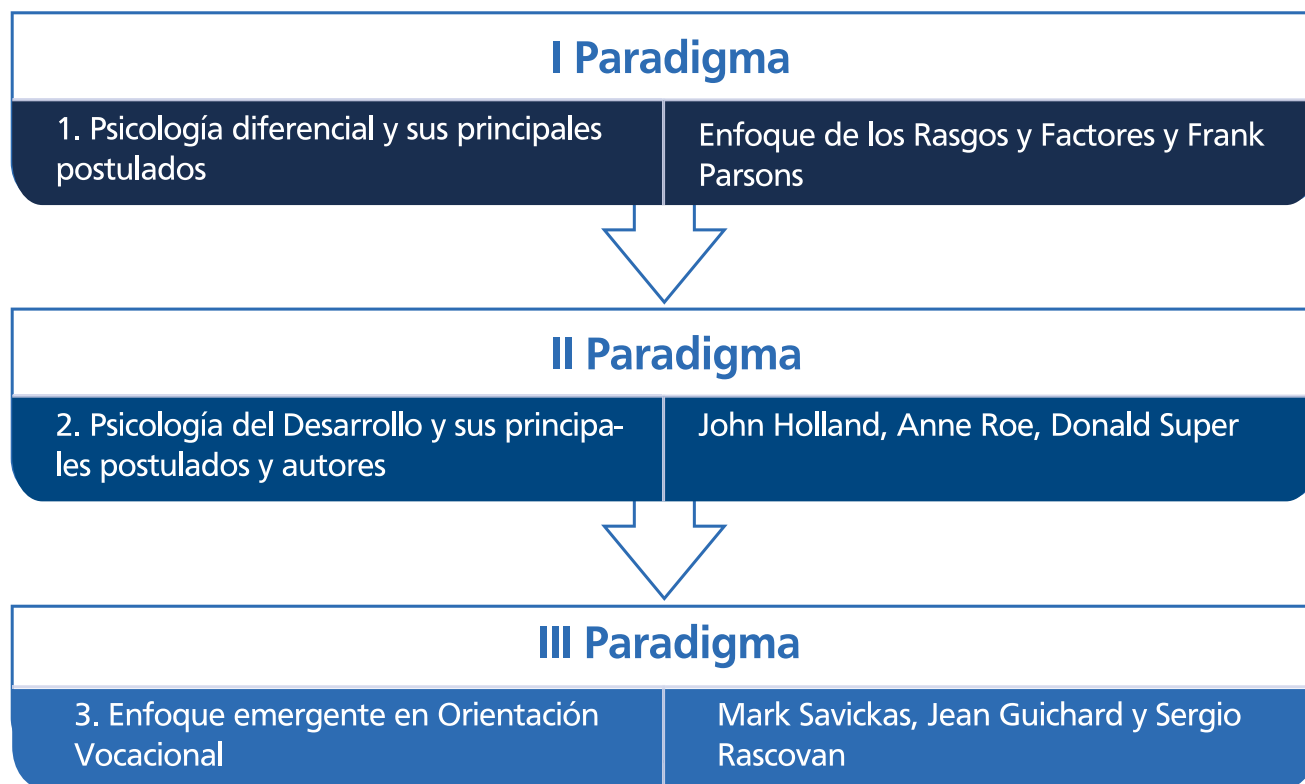 I Paradigma
1. Psicología diferencial y sus principales
postulados
Enfoque de los Rasgos y Factores y Frank
Parsons
II Paradigma
2. Psicología del Desarrollo y sus principa-
les postulados y autores
John Holland, Anne Roe, Donald Super
III Paradigma
3. Enfoque emergente en Orientación
Vocacional
Mark Savickas, Jean Guichard y Sergio
Rascovan